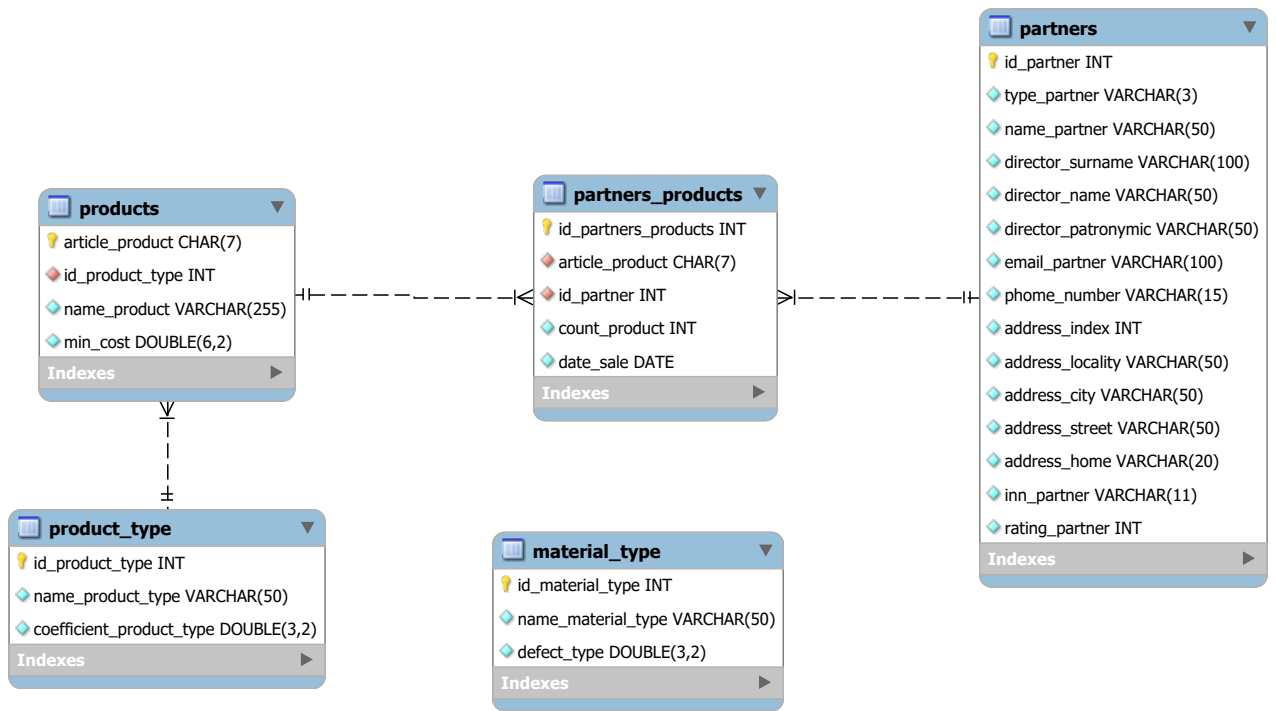 products
article_product CHAR(7)
id_product_type INT
name_product VARCHAR(255)
min_cost DOUBLE(6,2)
Indexes
product_type
id_product_type INT
name_product_type VARCHAR(50)
coefficient_product_type DOUBLE(3,2)
Indexes
partners_products
id_partners_products INT
article_product CHAR(7)
id_partner INT
count_product INT
date_sale DATE
Indexes
material_type
id_material_type INT
name_material_type VARCHAR(50)
defect_type DOUBLE(3,2)
Indexes
partners
id_partner INT
type_partner VARCHAR(3)
name_partner VARCHAR(50)
director_surname VARCHAR(100)
director_name VARCHAR(50)
director_patronymic VARCHAR(50)
email_partner VARCHAR(100)
phome_number VARCHAR(15)
address_index INT
address_locality VARCHAR(50)
address_city VARCHAR(50)
address_street VARCHAR(50)
address_home VARCHAR(20)
inn_partner VARCHAR(11)
rating_partner INT
Indexes